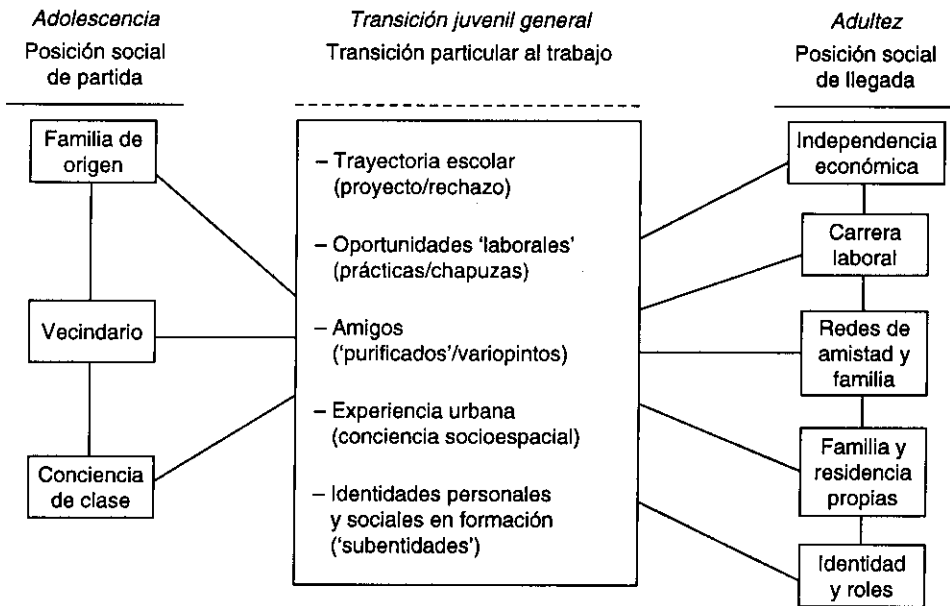 Adolescencia
Posición social
de partida
Familia de
origen
Vecindario
Conciencia
de clase
Transición juvenil general
Transición particular al trabajo
– Trayectoria escolar
(proyecto/rechazo)
– Oportunidades 'laborales'
(prácticas/chapuzas)
– Amigos
('purificados'/variopintos)
– Experiencia urbana
(conciencia socioespacial)
– Identidades personales
y sociales en formación
('subentidades')
Adultez
Posición social
de llegada
Independencia
económica
Carrera
laboral
Redes de
amistad y
familia
Familia y
residencia
propias
Identidad
y roles